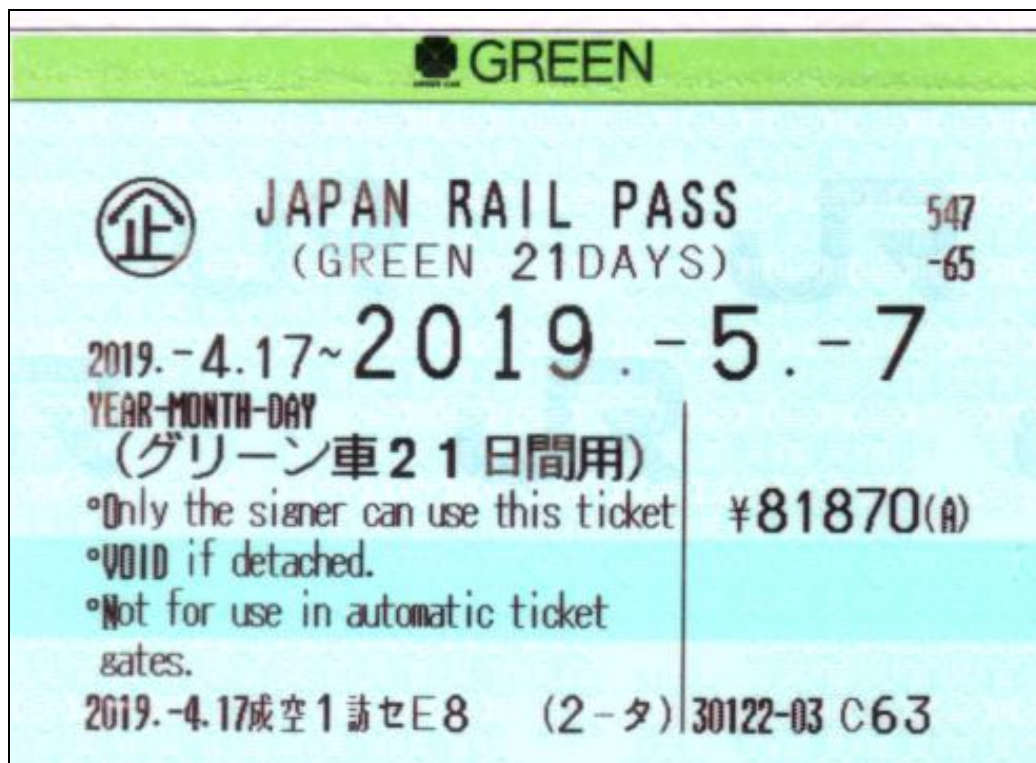 GREEN
企 JAPAN RAIL PASS 547
(GREEN 21DAYS) -65
2019.-4.17~2019.-5.-7
YEAR-MONTH-DAY
(グリーン車21日間用)
°Only the signer can use this ticket ¥81870(A)
°VOID if detached.
°Not for use in automatic ticket
gates.
2019.-4.17成空1訪セE8 (2-タ) 30122-03 C63